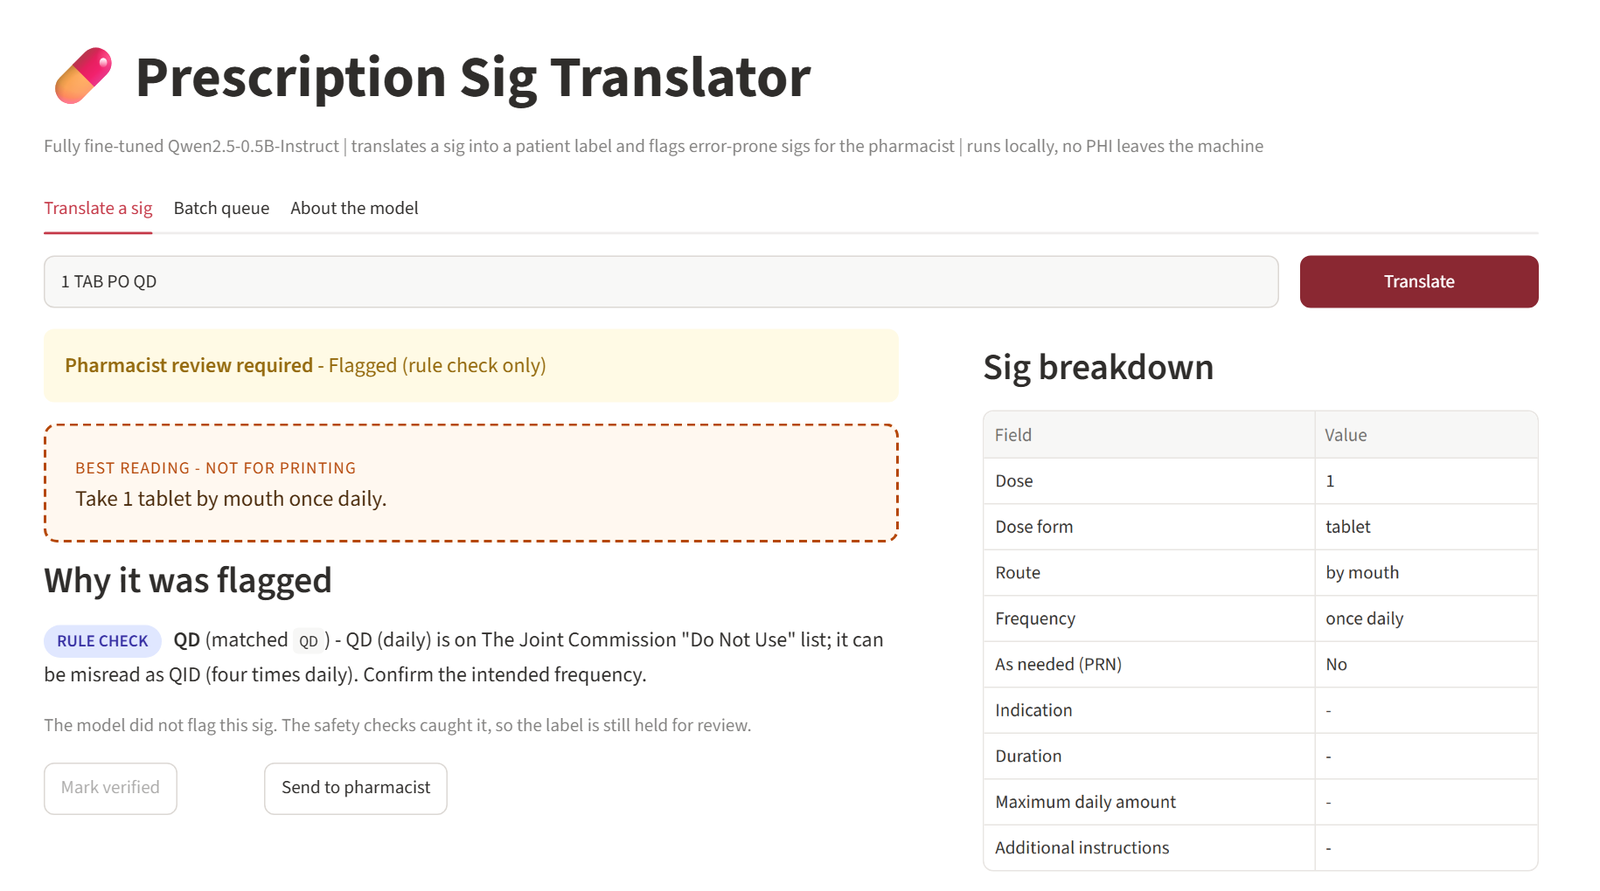 Prescription Sig Translator
Fully fine-tuned Qwen2.5-0.5B-Instruct | translates a sig into a patient label and flags error-prone sigs for the pharmacist | runs locally, no PHI leaves the machine
Translate a sig Batch queue About the model
1 TAB PO QD
Translate
Pharmacist review required - Flagged (rule check only)
BEST READING - NOT FOR PRINTING
Take 1 tablet by mouth once daily.
Why it was flagged
RULE CHECK QD (matched QD ) - QD (daily) is on The Joint Commission "Do Not Use" list; it can
be misread as QID (four times daily). Confirm the intended frequency.
The model did not flag this sig. The safety checks caught it, so the label is still held for review.
Mark verified Send to pharmacist
Sig breakdown
Field Value
Dose 1
Dose form tablet
Route by mouth
Frequency once daily
As needed (PRN) No
Indication -
Duration -
Maximum daily amount -
Additional instructions -